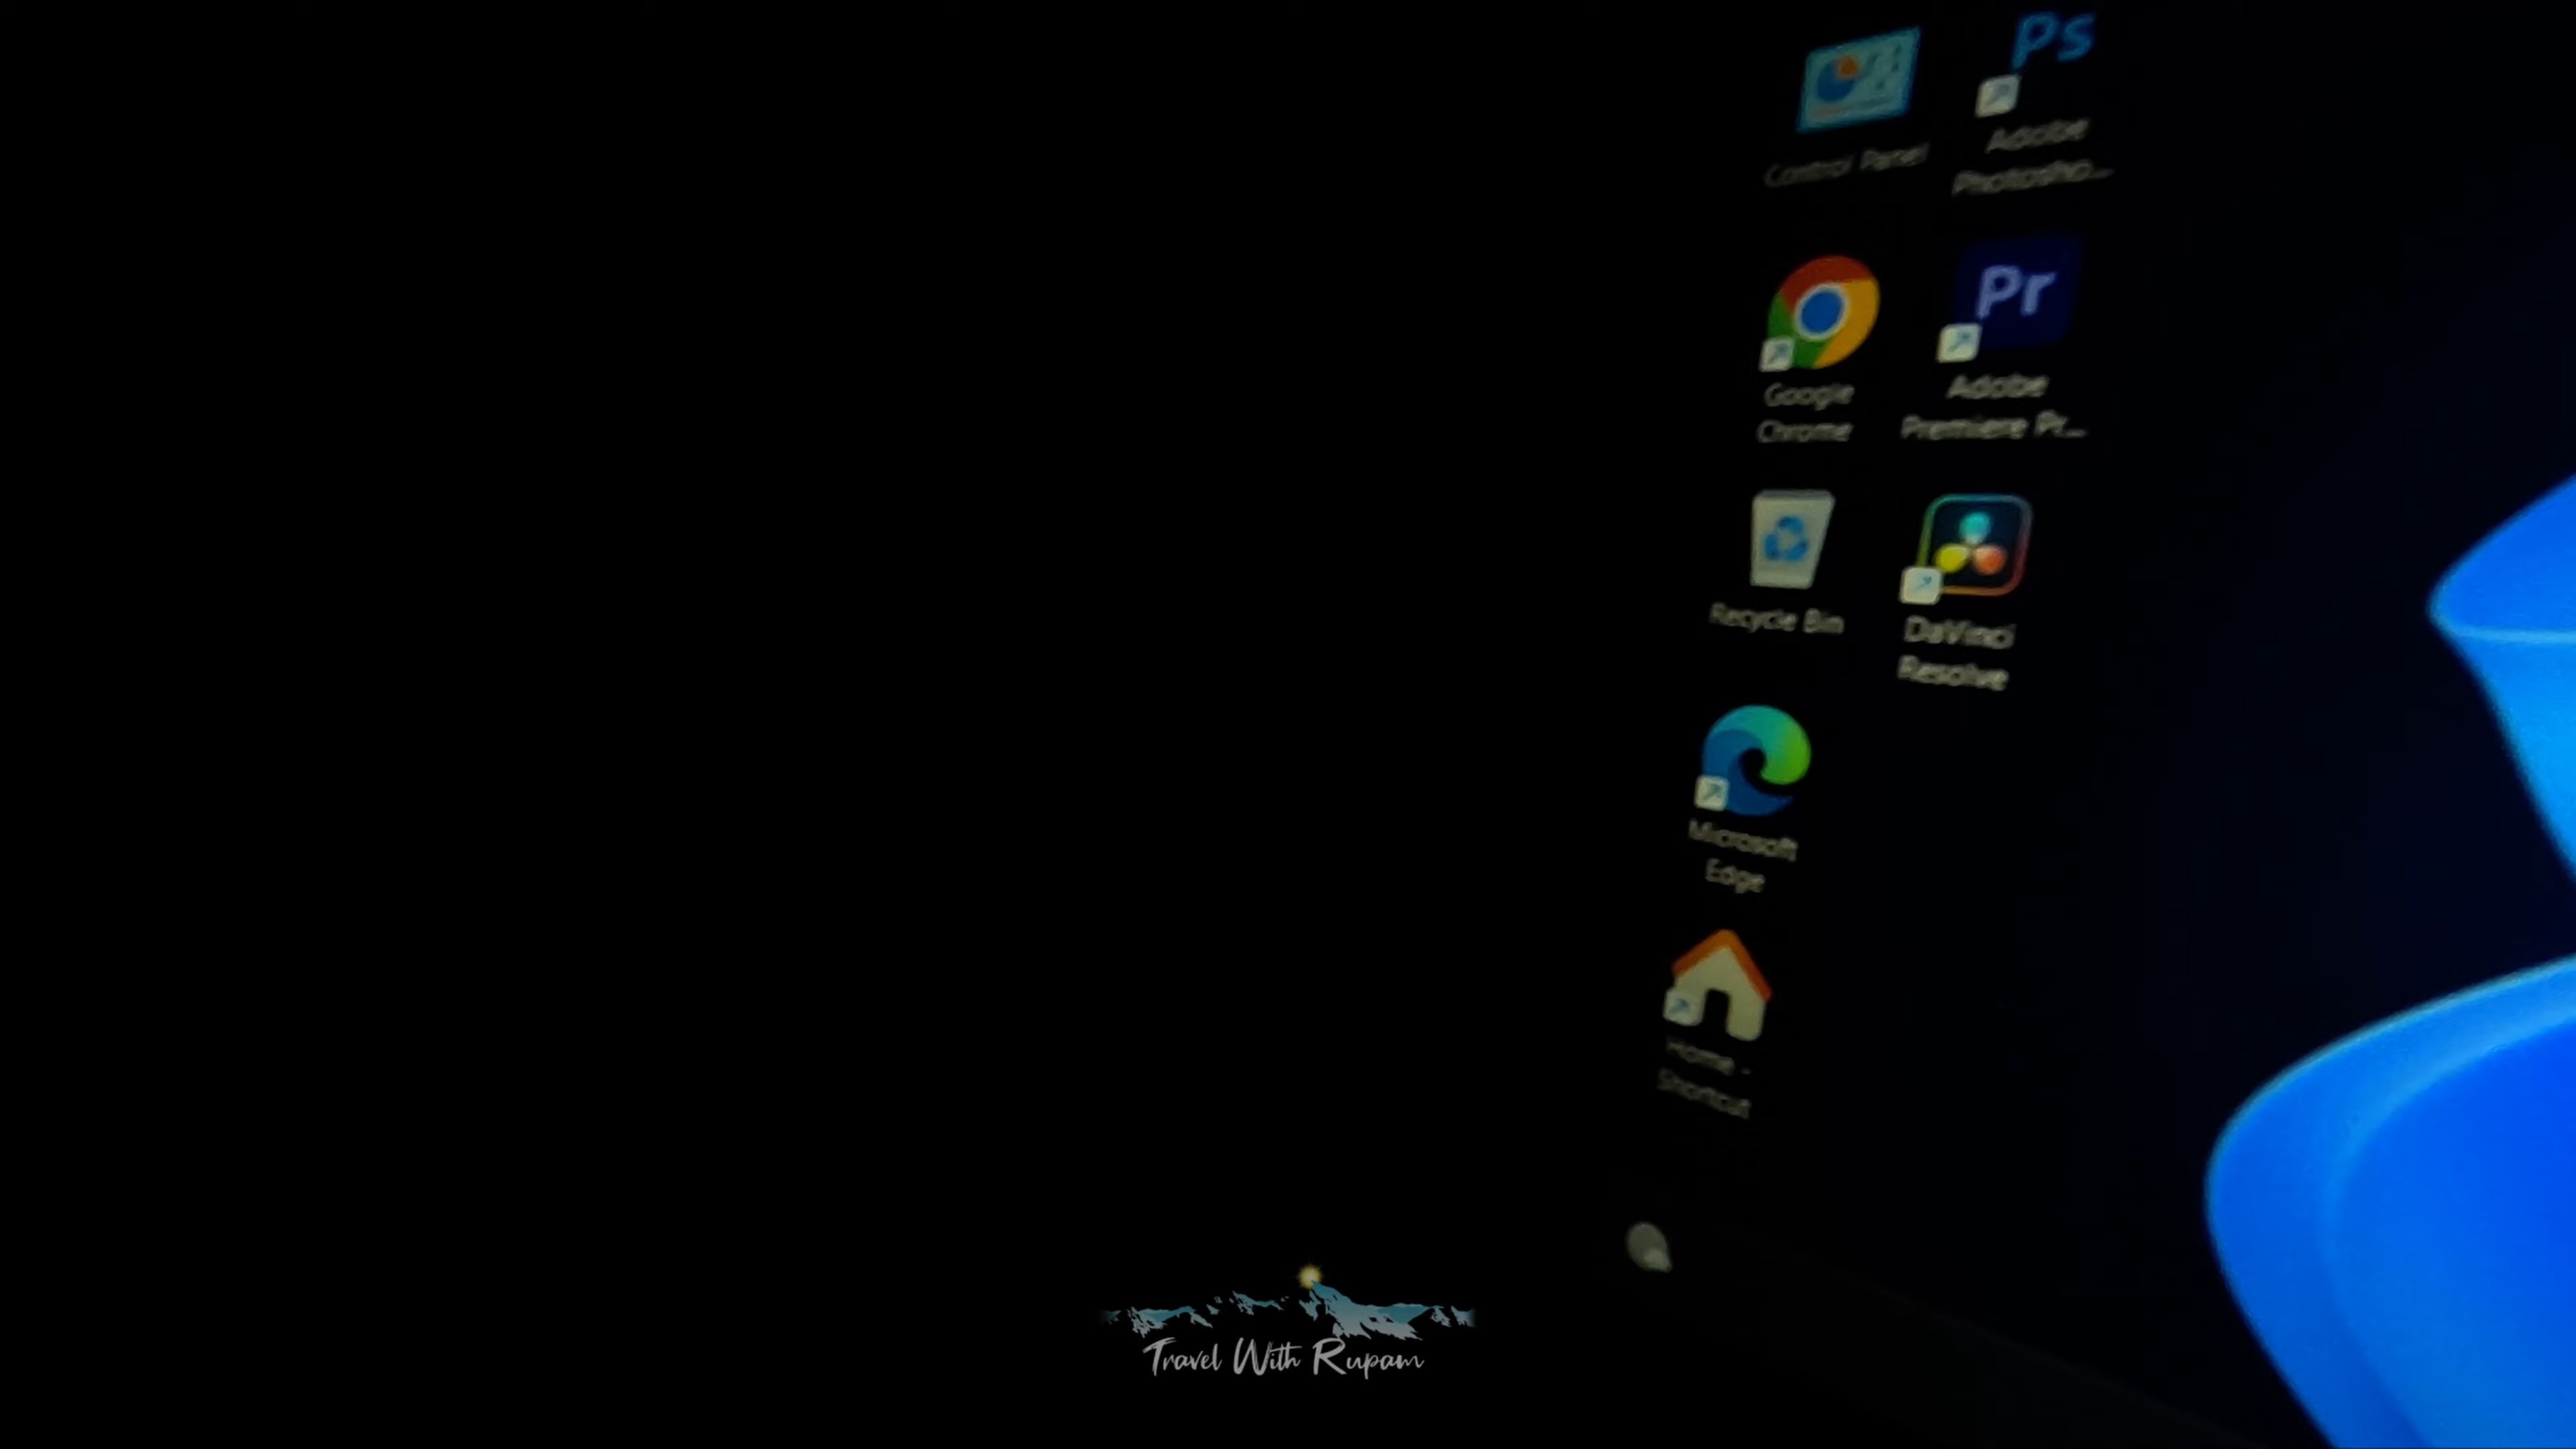 Control Panel
Ps
Adobe
Photosho...
Google
Chrome
Pr
Adobe
Premiere Pr...
Recycle Bin
DaVinci
Resolve
Microsoft
Edge
Home -
Shortcut
Travel With Rupam